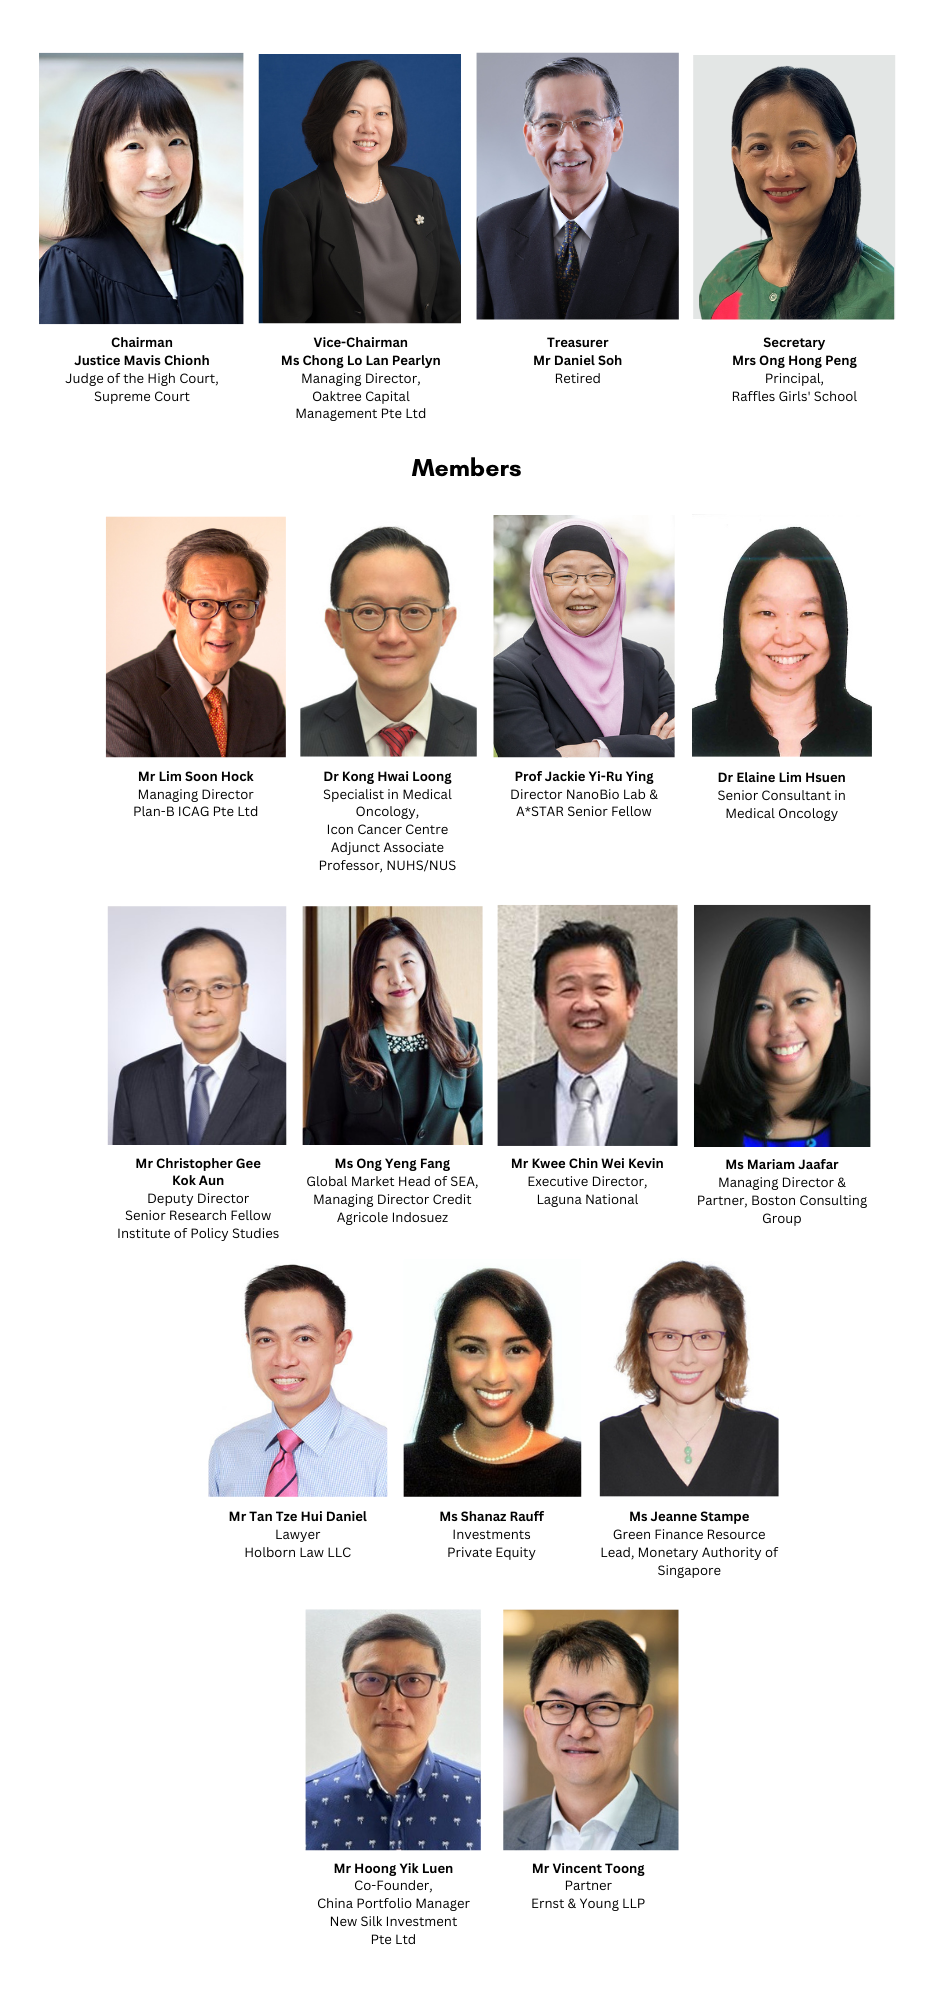 Chairman
Justice Mavis Chionh
Judge of the High Court,
Supreme Court
Vice-Chairman
Ms Chong Lo Lan Pearlyn
Managing Director,
Oaktree Capital
Management Pte Ltd
Treasurer
Mr Daniel Soh
Retired
Secretary
Mrs Ong Hong Peng
Principal,
Raffles Girls' School
Members
Mr Lim Soon Hock
Managing Director
Plan-B ICAG Pte Ltd
Dr Kong Hwai Loong
Specialist in Medical
Oncology,
Icon Cancer Centre
Adjunct Associate
Professor, NUHS/NUS
Prof Jackie Yi-Ru Ying
Director NanoBio Lab &
A*STAR Senior Fellow
Dr Elaine Lim Hsuen
Senior Consultant in
Medical Oncology
Mr Christopher Gee
Kok Aun
Deputy Director
Senior Research Fellow
Institute of Policy Studies
Ms Ong Yeng Fang
Global Market Head of SEA,
Managing Director Credit
Agricole Indosuez
Mr Kwee Chin Wei Kevin
Executive Director,
Laguna National
Ms Mariam Jaafar
Managing Director &
Partner, Boston Consulting
Group
Mr Tan Tze Hui Daniel
Lawyer
Holborn Law LLC
Ms Shanaz Rauff
Investments
Private Equity
Ms Jeanne Stampe
Green Finance Resource
Lead, Monetary Authority of
Singapore
Mr Hoong Yik Luen
Co-Founder,
China Portfolio Manager
New Silk Investment
Pte Ltd
Mr Vincent Toong
Partner
Ernst & Young LLP